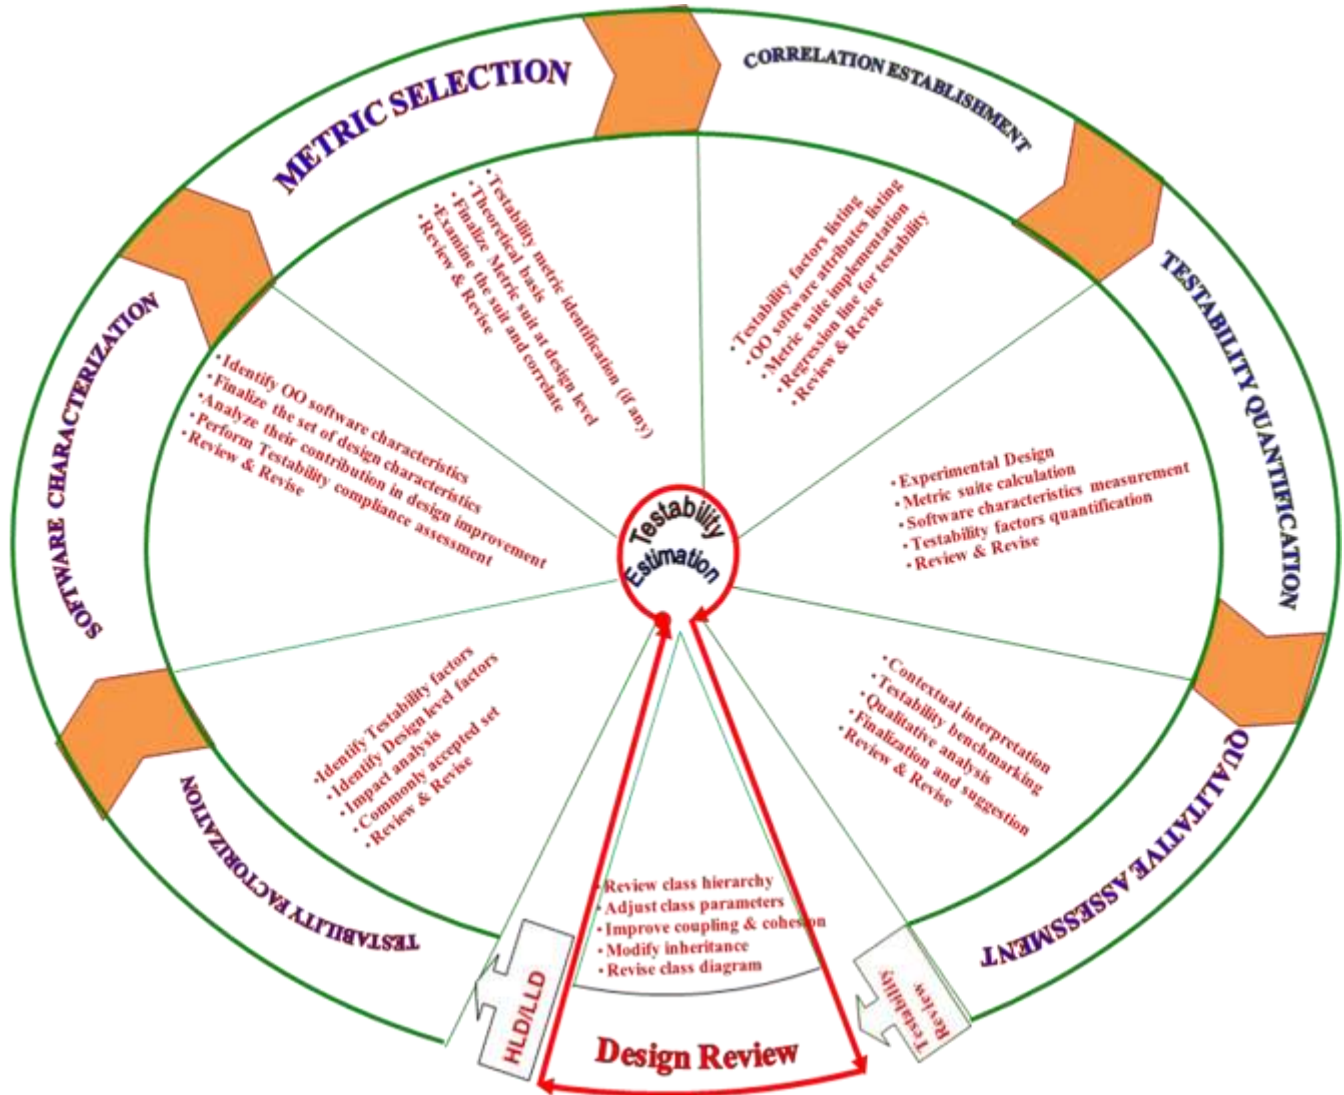 METRIC SELECTION
CORRELATION ESTABLISHMENT
TESTABILITY QUANTIFICATION
QUALITATIVE ASSESSMENT
SOFTWARE CHARACTERIZATION
TESTABILITY FACTORIZATION
•Testability metric identification (if any)
•Theoretical basis
•Finalize Metric suit at design level
•Examine the suit and correlate
•Review & Revise
•Testability factors listing
•OO software attributes listing
•Metric suite implementation
•Regression line for testability
•Review & Revise
•Experimental Design
•Metric suite calculation
•Software characteristics measurement
•Testability factors quantification
•Review & Revise
•Contextual interpretation
•Testability benchmarking
•Qualitative analysis
•Finalization and suggestion
•Review & Revise
•Identify OO software characteristics
•Finalize the set of design characteristics
•Analyze their contribution in design improvement
•Perform Testability compliance assessment
•Review & Revise
•Identify Testability factors
•Identify Design level factors
•Impact analysis
•Commonly accepted set
•Review & Revise
Testability
Estimation
•Review class hierarchy
•Adjust class parameters
•Improve coupling & cohesion
•Modify inheritance
•Revise class diagram
HLD/LLD
Design Review
Testability
Review